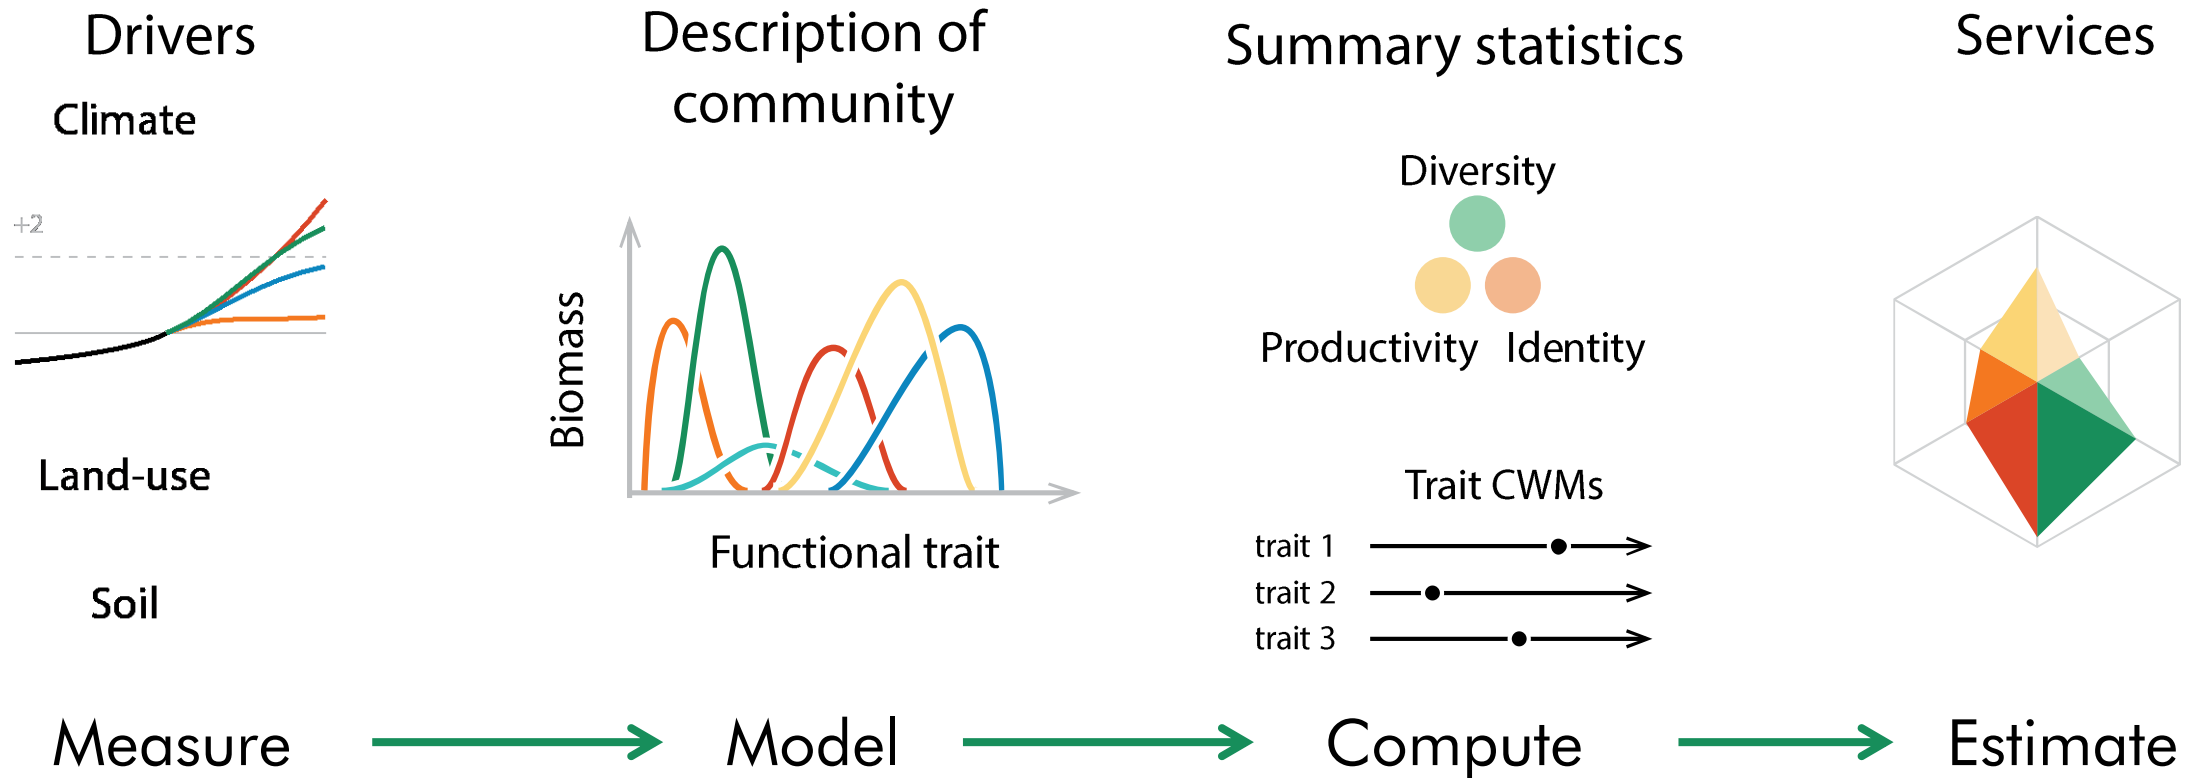 Drivers
Climate
+2
Land-use
Soil
Measure
Description of
community
Biomass
Functional trait
Model
Summary statistics
Diversity
Productivity
Identity
Trait CWMs
trait 1
trait 2
trait 3
Compute
Services
Estimate